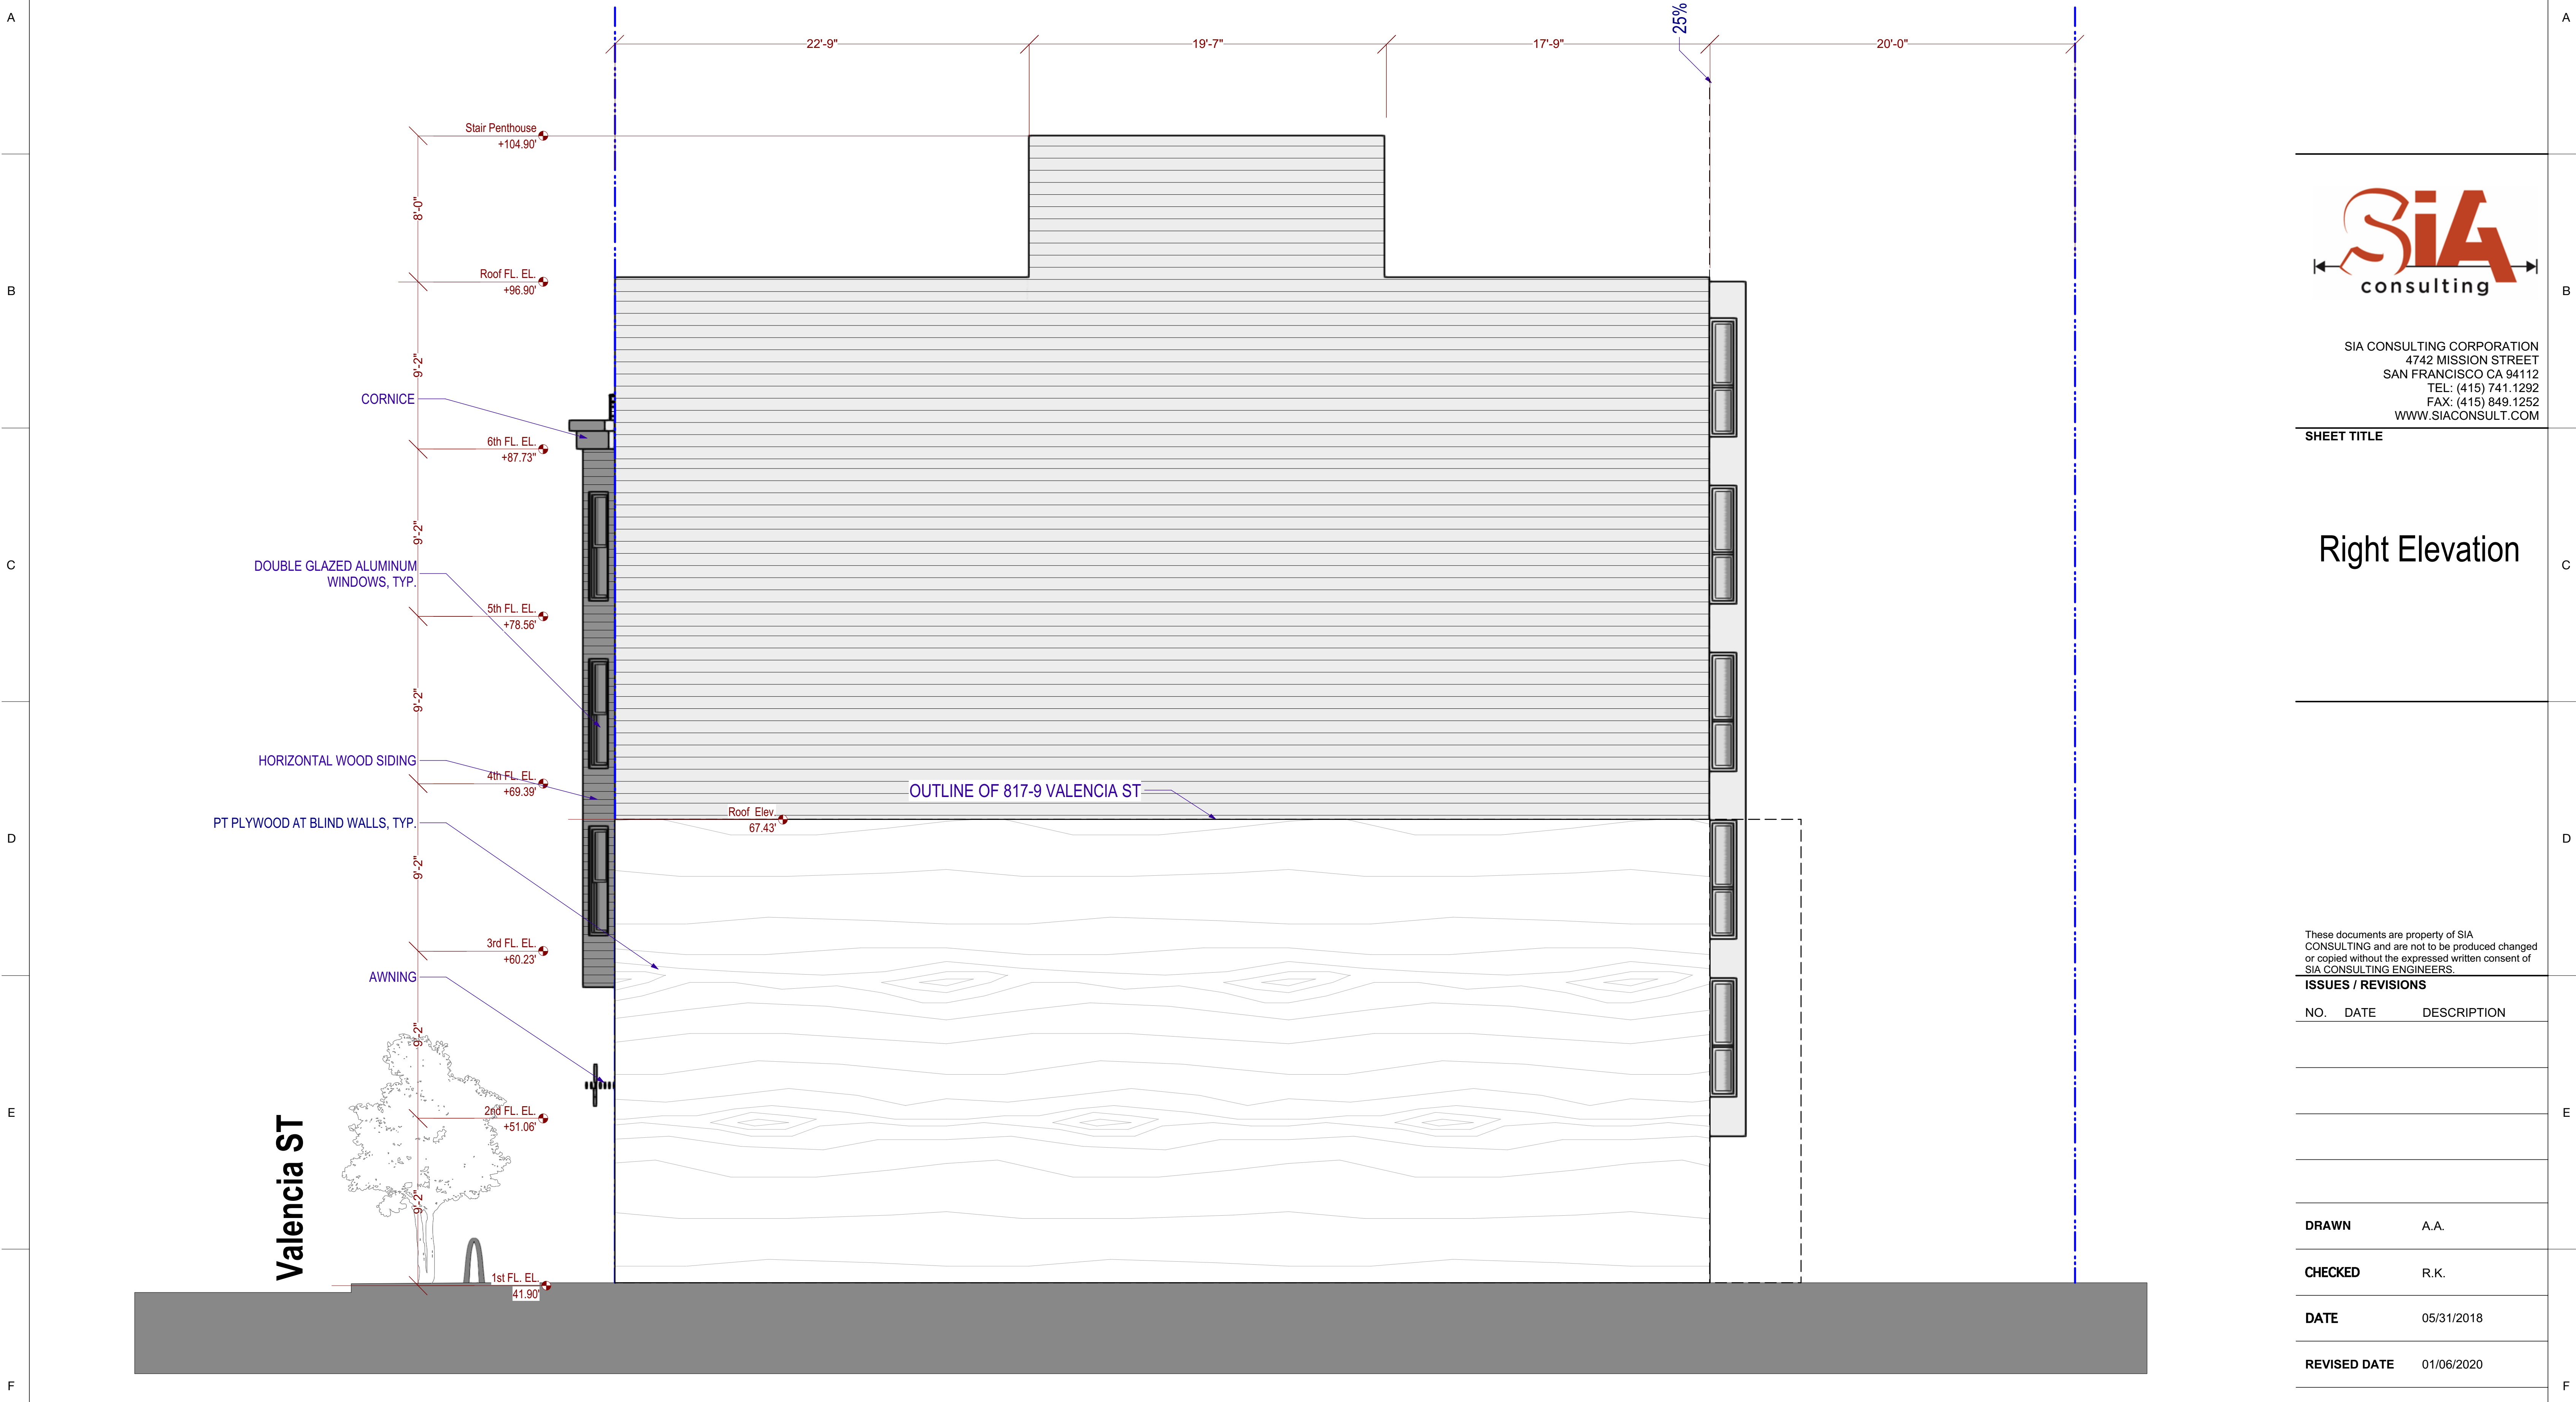 A
A
25%
22'-9"
19'-7"
17'-9"
20'-0"
Stair Penthouse
+104.90'
8'-0"
Roof FL. EL.
+96.90'
9'-2"
CORNICE
6th FL. EL.
+87.73"
9'-2"
DOUBLE GLAZED ALUMINUM
WINDOWS, TYP.
5th FL. EL.
+78.56'
9'-2"
HORIZONTAL WOOD SIDING
4th FL. EL.
+69.39'
OUTLINE OF 817-9 VALENCIA ST
Roof Elev.
67.43'
PT PLYWOOD AT BLIND WALLS, TYP.
9'-2"
3rd FL. EL.
+60.23'
AWNING
9'-2"
2nd FL. EL.
+51.06'
9'-2"
Valencia ST
1st FL. EL.
41.90'
B
C
D
E
F
SiA
consulting
SIA CONSULTING CORPORATION
4742 MISSION STREET
SAN FRANCISCO CA 94112
TEL: (415) 741.1292
FAX: (415) 849.1252
WWW.SIACONSULT.COM
SHEET TITLE
Right Elevation
These documents are property of SIA
CONSULTING and are not to be produced changed
or copied without the expressed written consent of
SIA CONSULTING ENGINEERS.
ISSUES / REVISIONS
NO. DATE DESCRIPTION
DRAWN A.A.
CHECKED R.K.
DATE 05/31/2018
REVISED DATE 01/06/2020
B
C
D
E
F